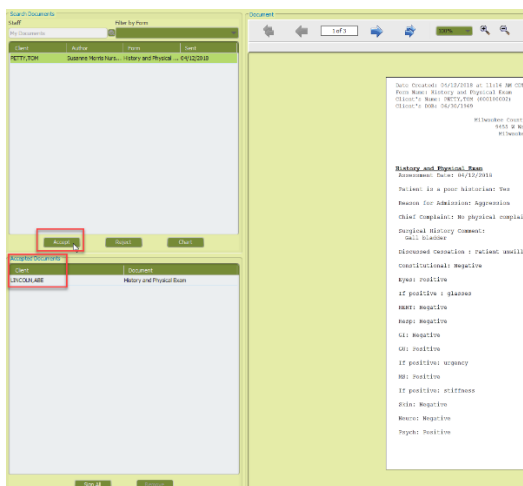 Search Documents
Staff
Filter by Form
My Documents
Client Author Form Sent
PETTY,TOM Susanne Morris Nurs... History and Physical ... 04/12/2018
Accept
Reject
Chart
Accepted Documents
Client Document
LINCOLN,ABE History and Physical Exam
Sign All
Document
1of3
100%
Date Created: 04/12/2018 at 11:14 AM
Form Name: History and Physical Exam
Client's Name: PETTY,TOM
Client's DOB:
Milwaukee
History and Physical Exam
Assessment Date: 04/12/2018
Patient is a poor historian: Yes
Reason for Admission: Aggression
Chief Complaint: No physical complai
Surgical History Comment:
Gall bladder
Discussed Cessation : Patient unwill
Constitutional: Negative
Eyes: Positive
if positive : glasses
HENT: Negative
Resp: Negative
GI: Negative
GU: Positive
If positive: urgency
MS: Positive
If positive: stiffness
Skin: Negative
Neuro: Negative
Psych: Positive